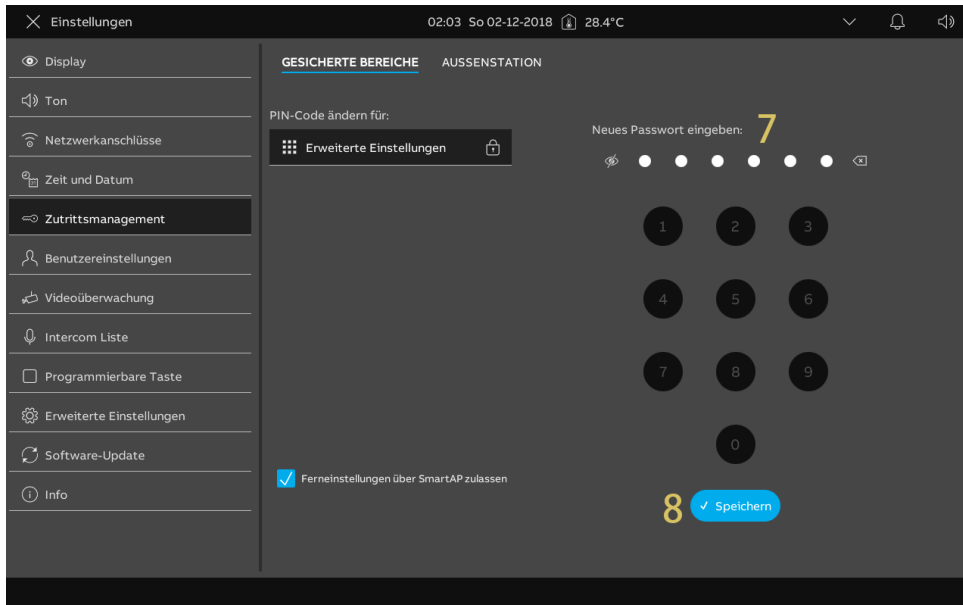 Einstellungen
02:03 So 02-12-2018 28.4°C
Display
Ton
Netzwerkanschlüsse
Zeit und Datum
Zutrittsmanagement
Benutzereinstellungen
Videoüberwachung
Intercom Liste
Programmierbare Taste
Erweiterte Einstellungen
Software-Update
Info
GESICHERTE BEREICHE AUSSENSTATION
PIN-Code ändern für:
Erweiterte Einstellungen
Ferneinstellungen über SmartAP zulassen
Neues Passwort eingeben: 7
1 2 3
4 5 6
7 8 9
0
8 Speichern